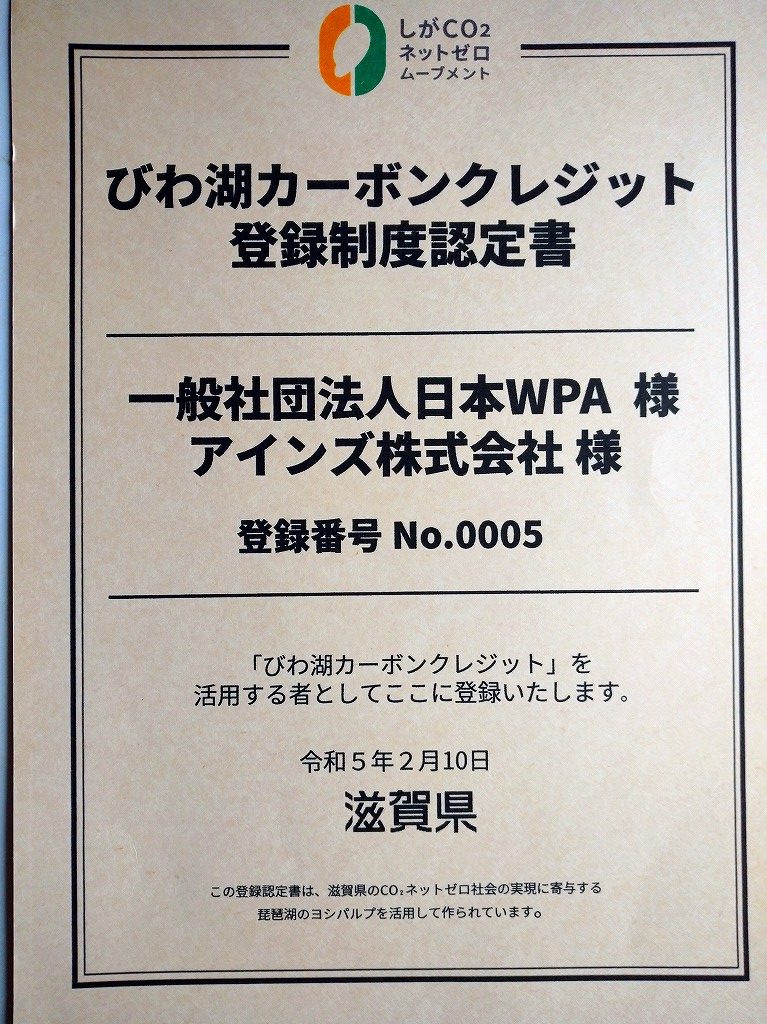 しがCO₂
ネットゼロ
ムーブメント
びわ湖カーボンクレジット
登録制度認定書
一般社団法人日本WPA 様
アインズ株式会社 様
登録番号 No.0005
「びわ湖カーボンクレジット」を
活用する者としてここに登録いたします。
令和５年２月10日
滋賀県
この登録認定書は、滋賀県のCO₂ネットゼロ社会の実現に寄与する
琵琶湖のヨシパルプを活用して作られています。